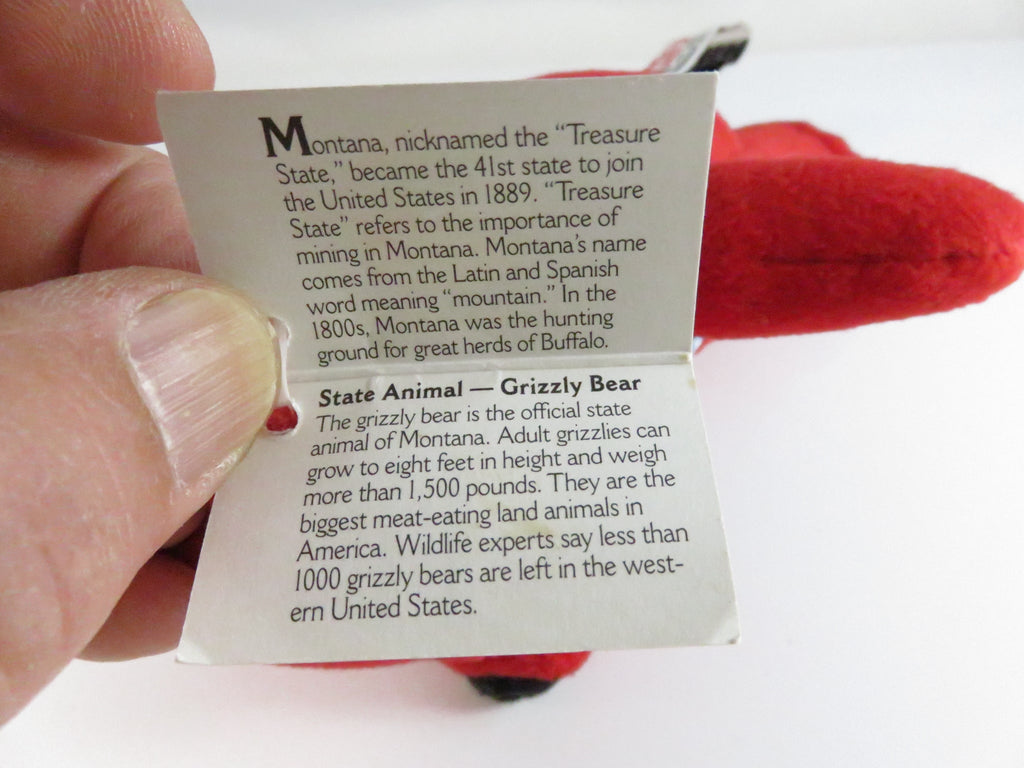 Montana, nicknamed the “Treasure
State,” became the 41st state to join
the United States in 1889. “Treasure
State” refers to the importance of
mining in Montana. Montana’s name
comes from the Latin and Spanish
word meaning “mountain.” In the
1800s, Montana was the hunting
ground for great herds of Buffalo.
State Animal — Grizzly Bear
The grizzly bear is the official state
animal of Montana. Adult grizzlies can
grow to eight feet in height and weigh
more than 1,500 pounds. They are the
biggest meat-eating land animals in
America. Wildlife experts say less than
1000 grizzly bears are left in the west-
ern United States.